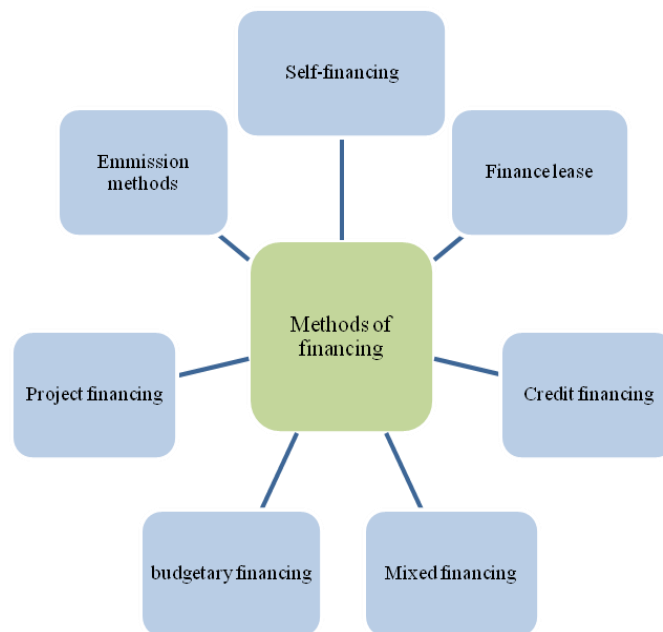 Self-financing
Emmission
methods
Finance lease
Methods of
financing
Project financing
Credit financing
budgetary financing
Mixed financing